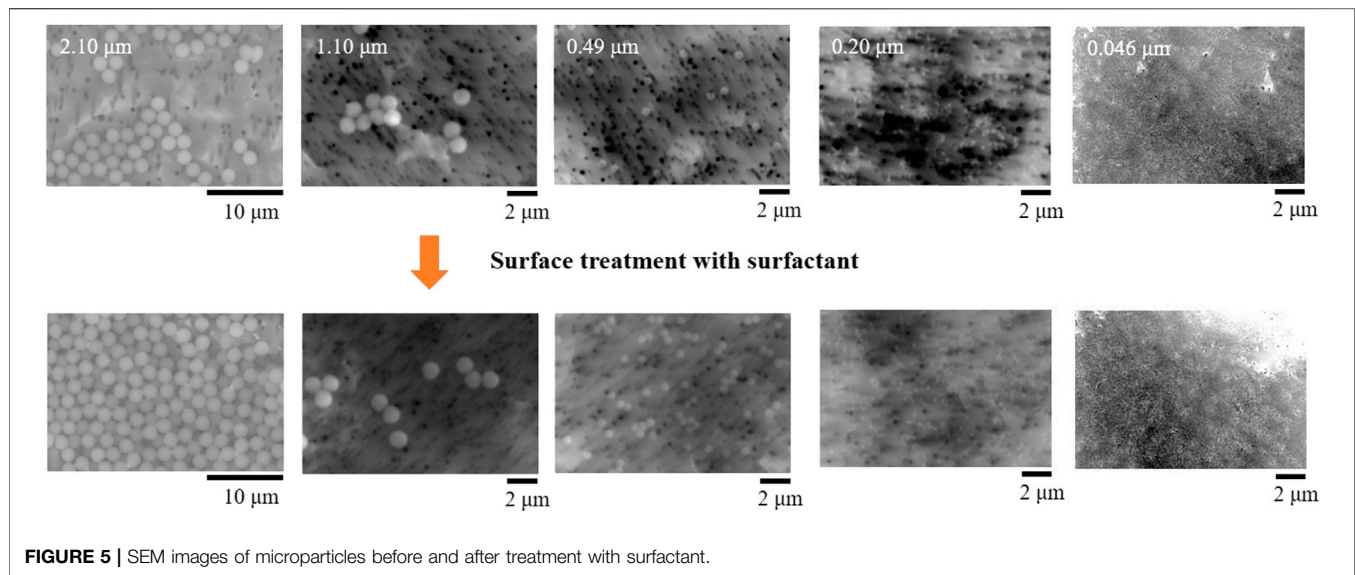 2.10 μm
1.10 μm
0.49 μm
0.20 μm
0.046 μm
10 μm
2 μm
2 μm
2 μm
2 μm
Surface treatment with surfactant
10 μm
2 μm
2 μm
2 μm
2 μm
FIGURE 5 | SEM images of microparticles before and after treatment with surfactant.